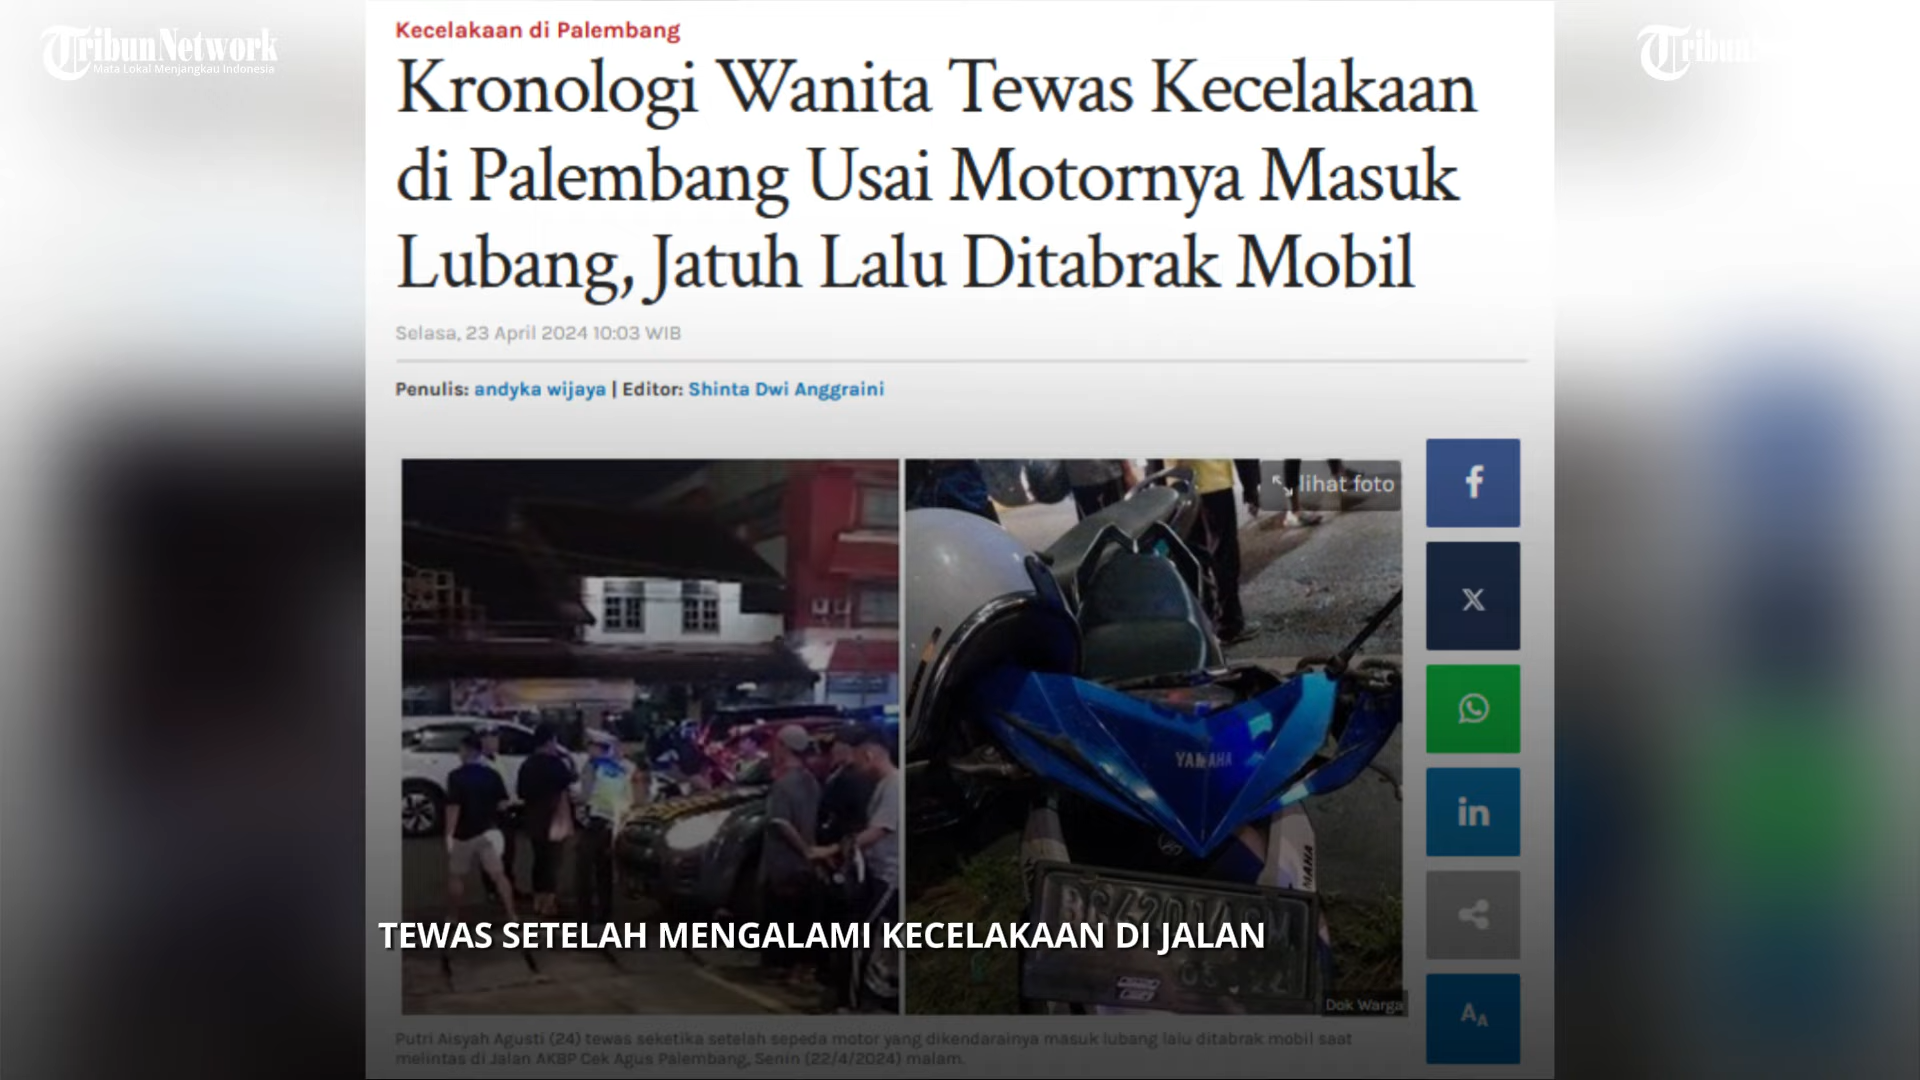 TribunNetwork
Mata Lokal Menjangkau Indonesia
Kecelakaan di Palembang
Kronologi Wanita Tewas Kecelakaan
di Palembang Usai Motornya Masuk
Lubang, Jatuh Lalu Ditabrak Mobil
Selasa, 23 April 2024 10:03 WIB
Penulis: andyka wijaya | Editor: Shinta Dwi Anggraini
lihat foto
YAMAHA
TEWAS SETELAH MENGALAMI KECELAKAAN DI JALAN
Dok Warga
Putri Aisyah Agusti (24) tewas seketika setelah sepeda motor yang dikendarainya masuk lubang lalu ditabrak mobil saat
melintas di Jalan AKBP Cek Agus Palembang, Senin (22/4/2024) malam.